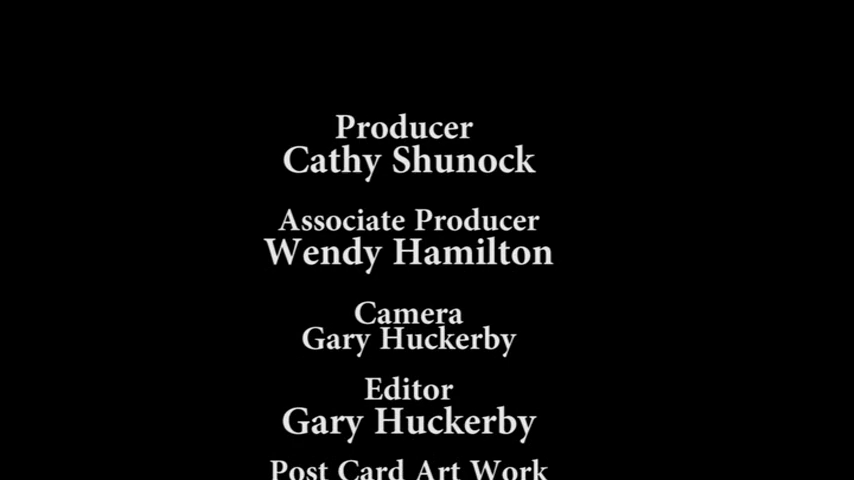 Producer
Cathy Shunock
Associate Producer
Wendy Hamilton
Camera
Gary Huckerby
Editor
Gary Huckerby
Post Card Art Work